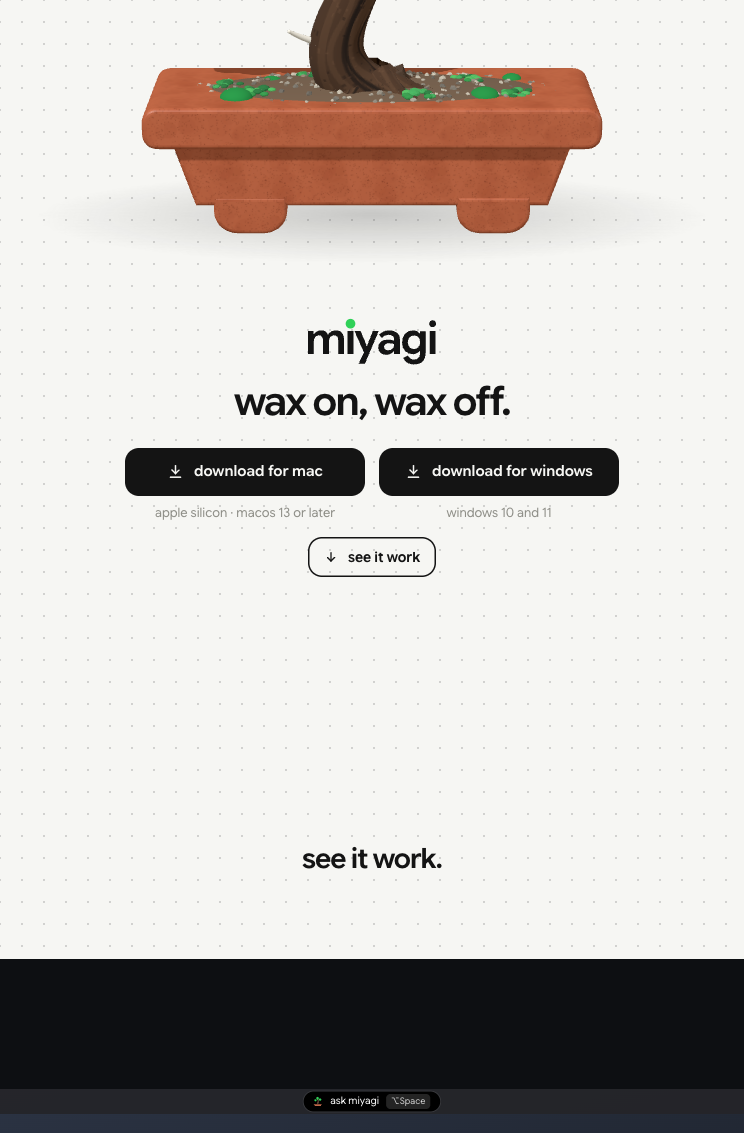 miyagi
wax on, wax off.
download for mac
download for windows
apple silicon · macos 13 or later
windows 10 and 11
see it work
see it work.
ask miyagi ⌥Space